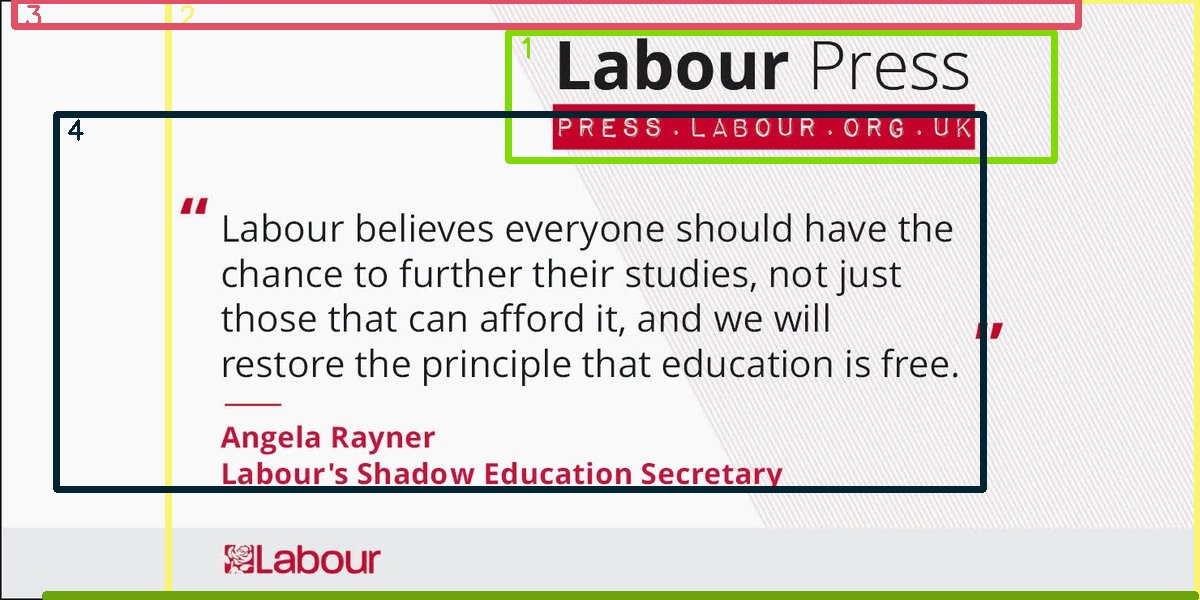 Labour Press
PRESS.LABOUR.ORG.UK
“ Labour believes everyone should have the
chance to further their studies, not just
those that can afford it, and we will
restore the principle that education is free. ”
Angela Rayner
Labour's Shadow Education Secretary
Labour